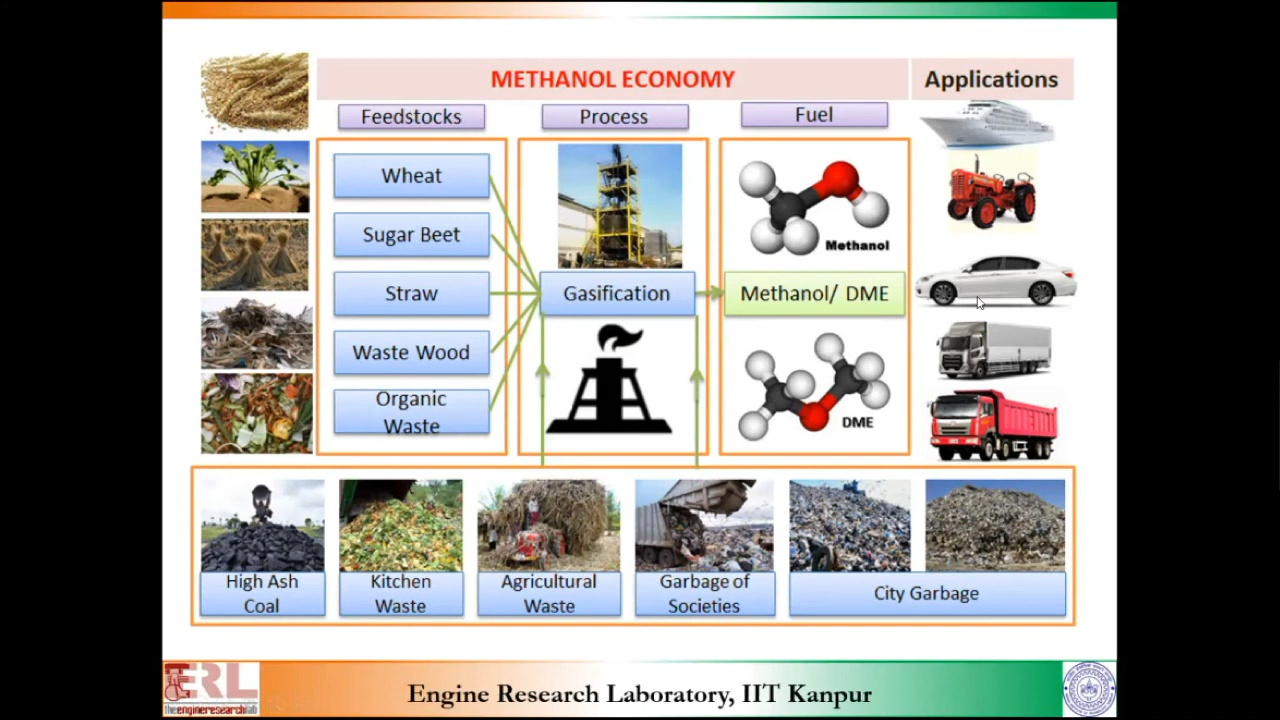 METHANOL ECONOMY
Applications
Feedstocks
Process
Fuel
Wheat
Sugar Beet
Straw
Waste Wood
Organic
Waste
Gasification
Methanol
Methanol/ DME
DME
High Ash
Coal
Kitchen
Waste
Agricultural
Waste
Garbage of
Societies
City Garbage
ERL
theengineresearchlab
Engine Research Laboratory, IIT Kanpur